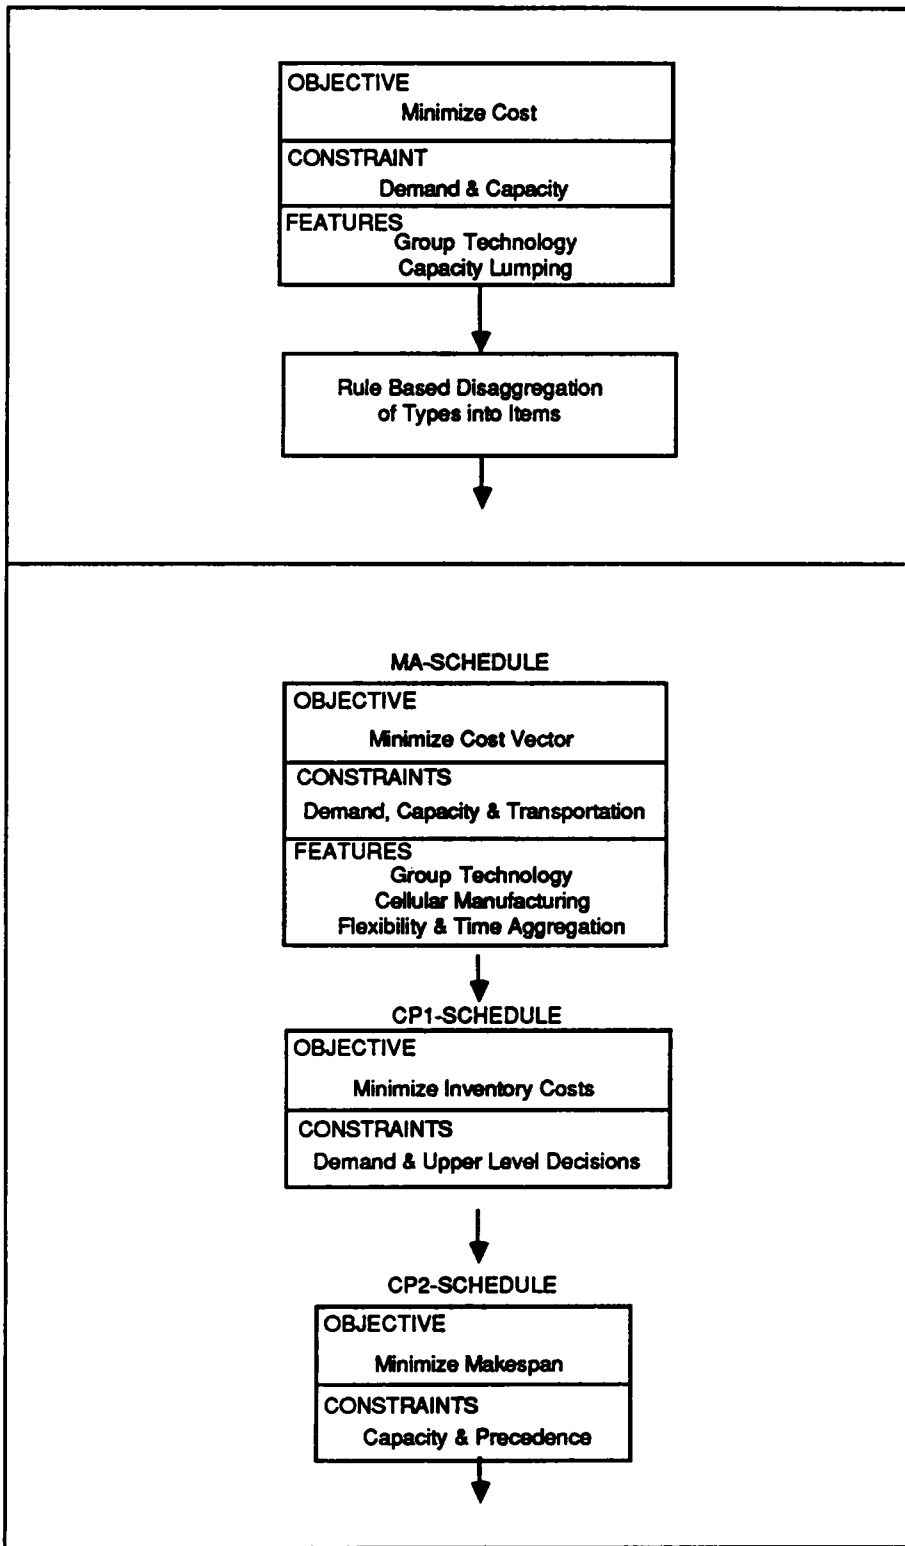 OBJECTIVE
Minimize Cost
CONSTRAINT
Demand & Capacity
FEATURES
Group Technology
Capacity Lumping
Rule Based Disaggregation
of Types into Items
MA-SCHEDULE
OBJECTIVE
Minimize Cost Vector
CONSTRAINTS
Demand, Capacity & Transportation
FEATURES
Group Technology
Cellular Manufacturing
Flexibility & Time Aggregation
CP1-SCHEDULE
OBJECTIVE
Minimize Inventory Costs
CONSTRAINTS
Demand & Upper Level Decisions
CP2-SCHEDULE
OBJECTIVE
Minimize Makespan
CONSTRAINTS
Capacity & Precedence